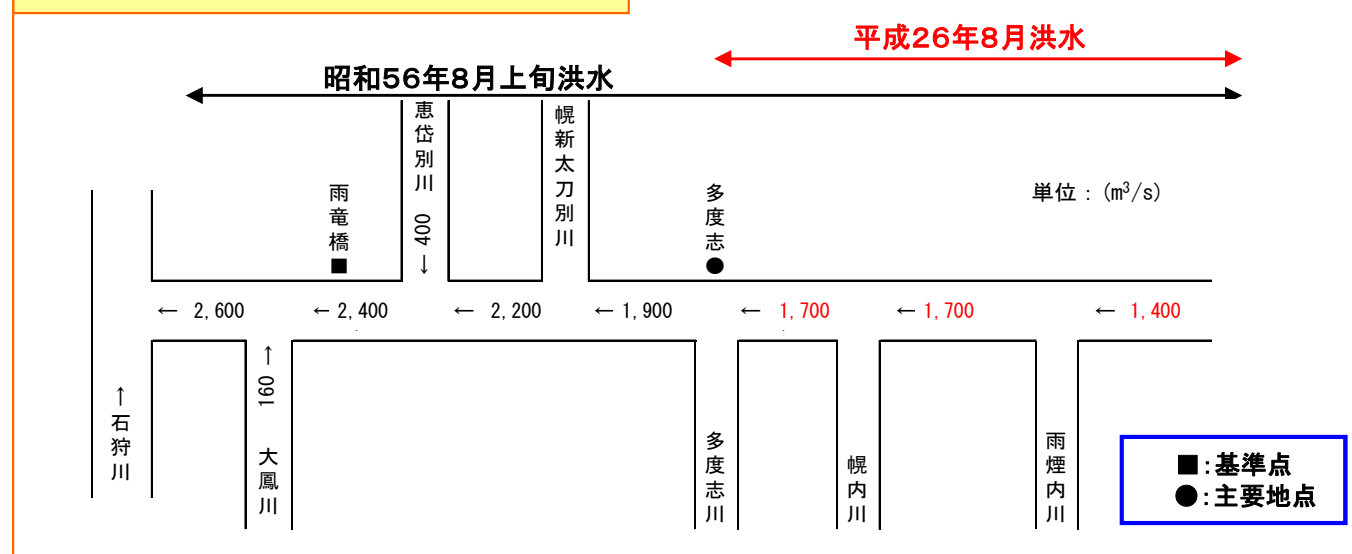 平成26年8月洪水
昭和56年8月上旬洪水
恵岱別川
← 400
幌新太刀別川
雨竜橋
■
多度志
●
単位：(m³/s)
← 2,600
← 2,400
← 2,200
← 1,900
← 1,700
← 1,700
← 1,400
↑石狩川
160 →
大鳳川
多度志川
幌内川
雨煙内川
■:基準点
●:主要地点